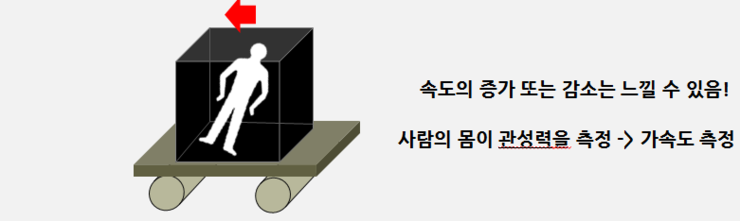 속도의 증가 또는 감소는 느낄 수 있음!
사람의 몸이 관성력을 측정 -> 가속도 측정